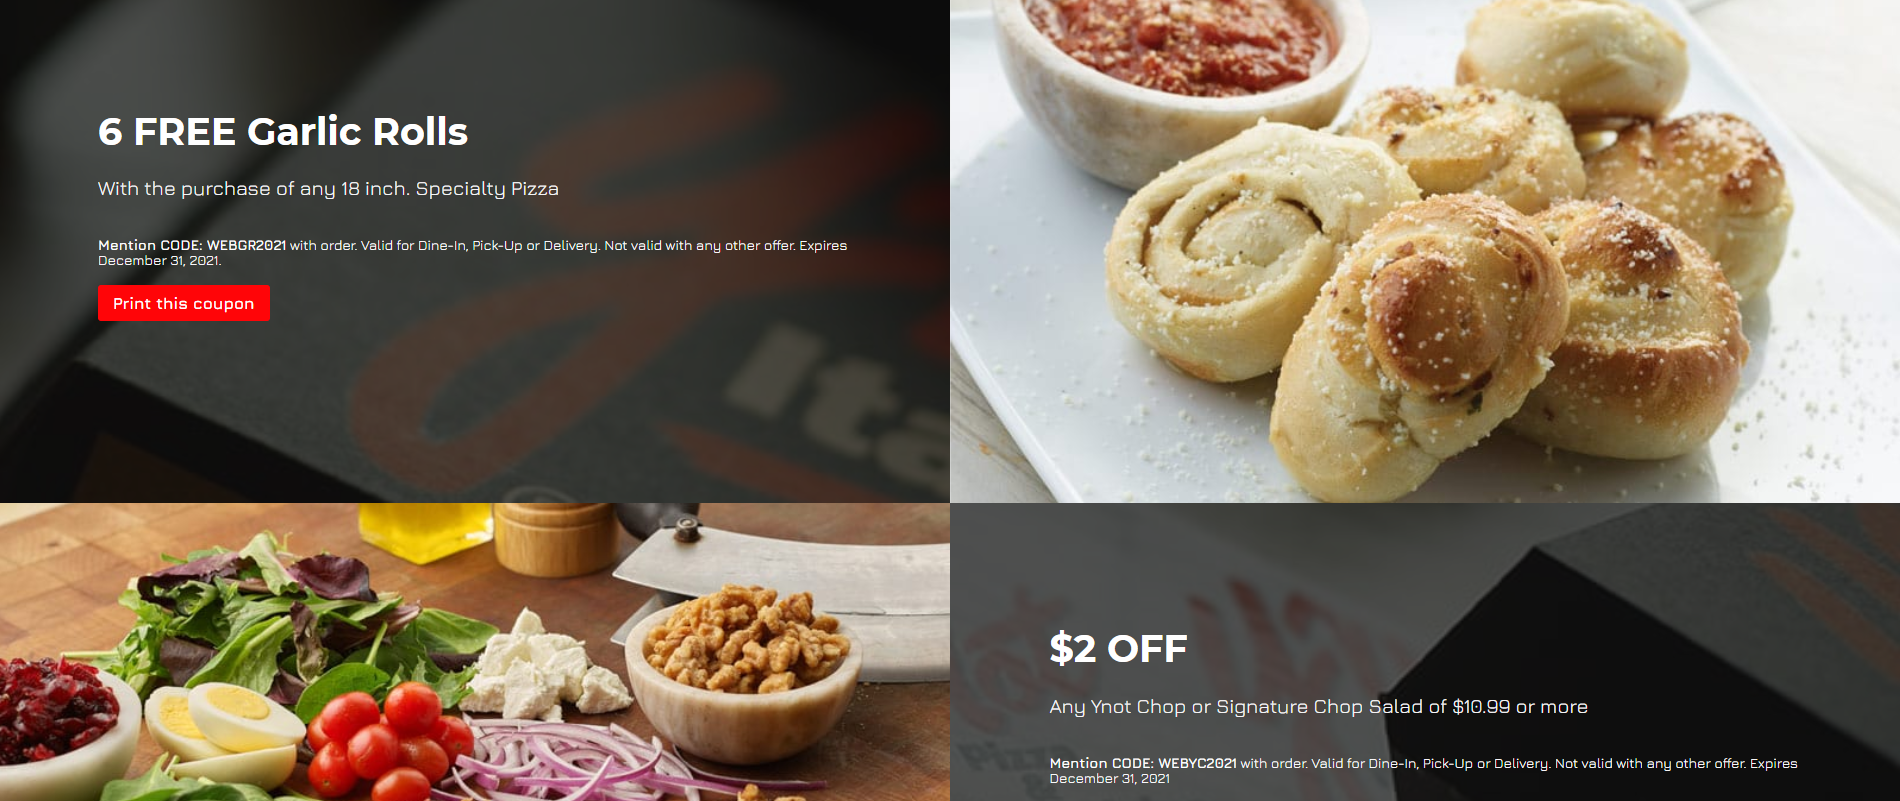 6 FREE Garlic Rolls
With the purchase of any 18 inch. Specialty Pizza
Mention CODE: WEBGR2021 with order. Valid for Dine-In, Pick-Up or Delivery. Not valid with any other offer. Expires
December 31, 2021.
Print this coupon
Ita
$2 OFF
Any Ynot Chop or Signature Chop Salad of $10.99 or more
Pizza
Mention CODE: WEBYC2021 with order. Valid for Dine-In, Pick-Up or Delivery. Not valid with any other offer. Expires
December 31, 2021